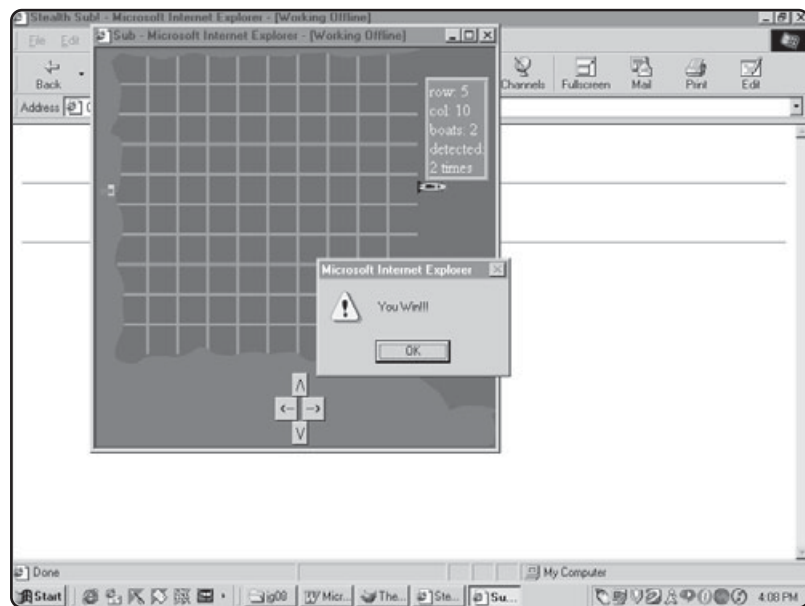 Stealth Sub! - Microsoft Internet Explorer - [Working Offline]
Sub - Microsoft Internet Explorer - [Working Offline]
File Edit
Back
Channels Fullscreen Mail Print Edit
Address
row: 5
col: 10
boats: 2
detected:
2 times
Microsoft Internet Explorer
You Win!!!
OK
Λ
<- ->
V
Done
My Computer
Start
jg08
Micr...
The...
Ste...
Su...
4:08 PM